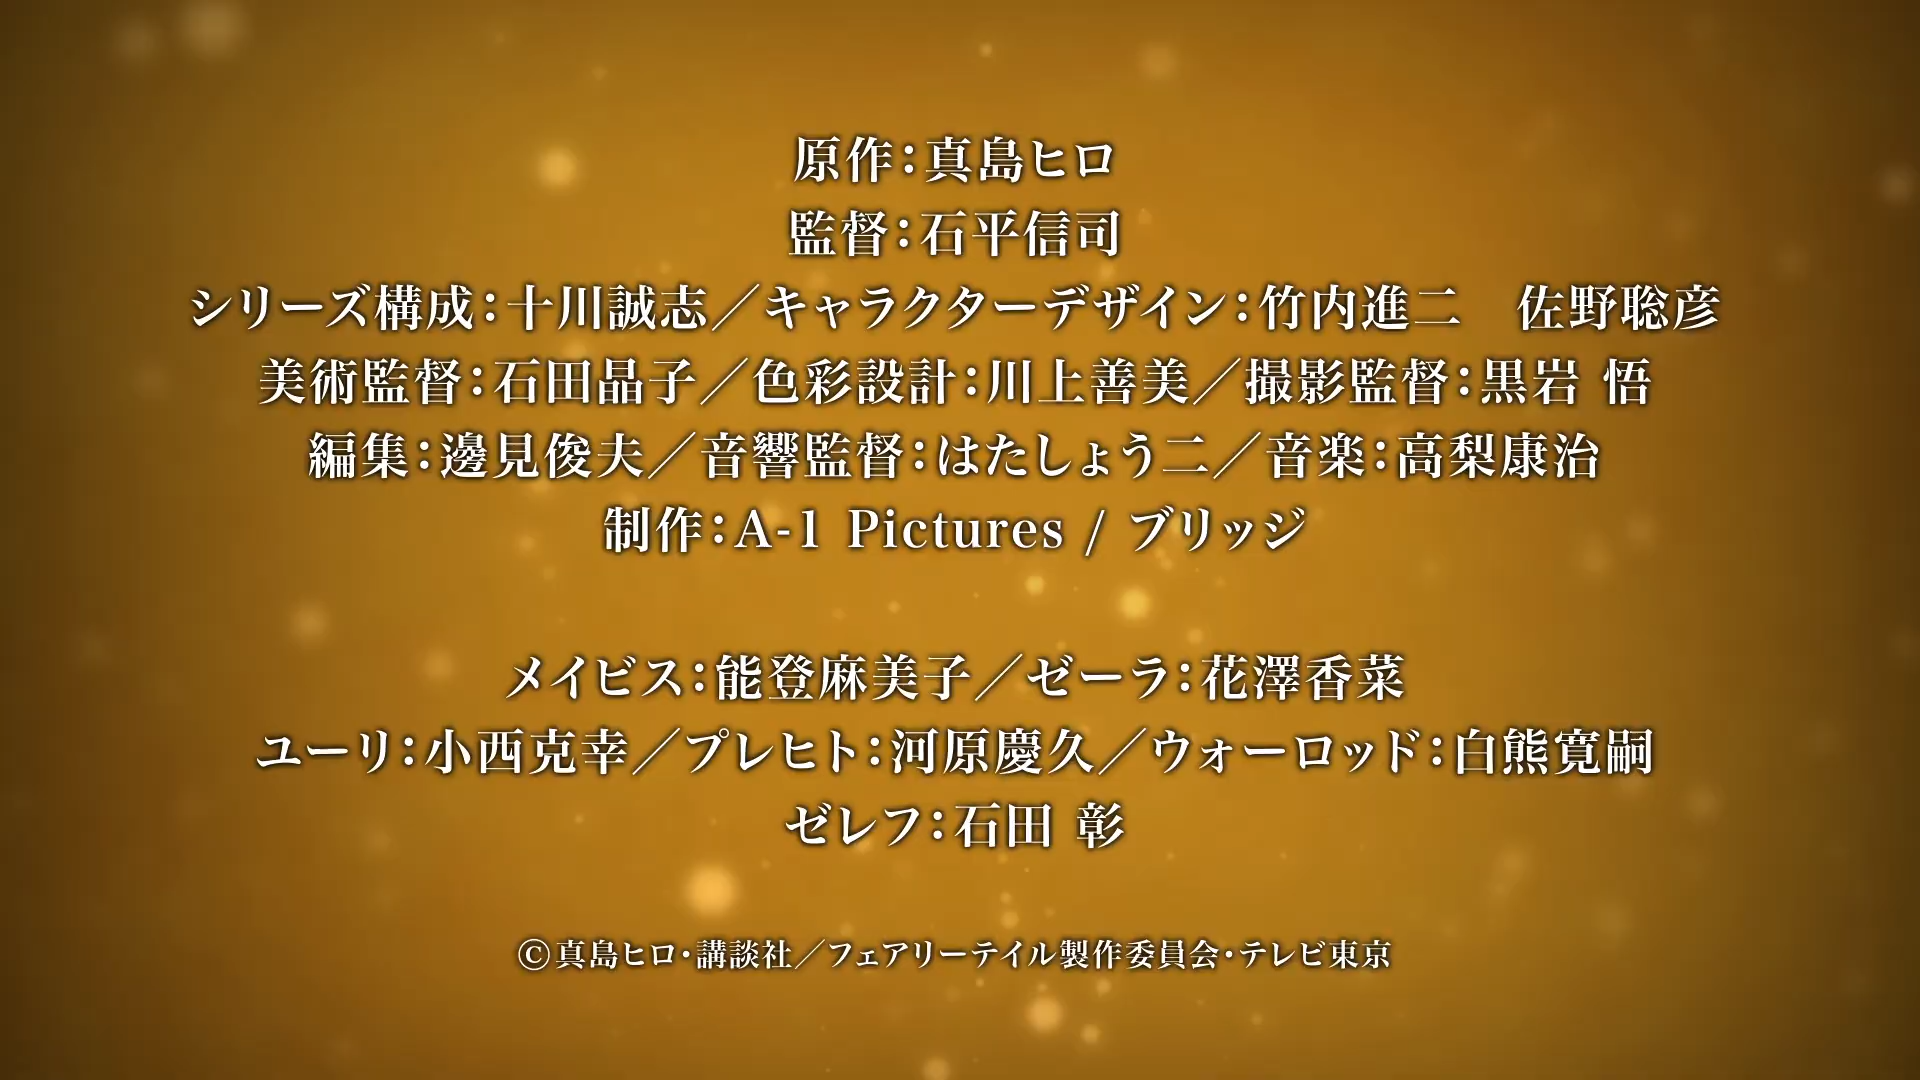 原作：真島ヒロ
監督：石平信司
シリーズ構成：十川誠志／キャラクターデザイン：竹内進二　佐野聡彦
美術監督：石田晶子／色彩設計：川上善美／撮影監督：黒岩 悟
編集：邊見俊夫／音響監督：はたしょう二／音楽：高梨康治
制作：A-1 Pictures / ブリッジ
メイビス：能登麻美子／ゼーラ：花澤香菜
ユーリ：小西克幸／プレヒト：河原慶久／ウォーロッド：白熊寛嗣
ゼレフ：石田 彰
©真島ヒロ・講談社／フェアリーテイル製作委員会・テレビ東京